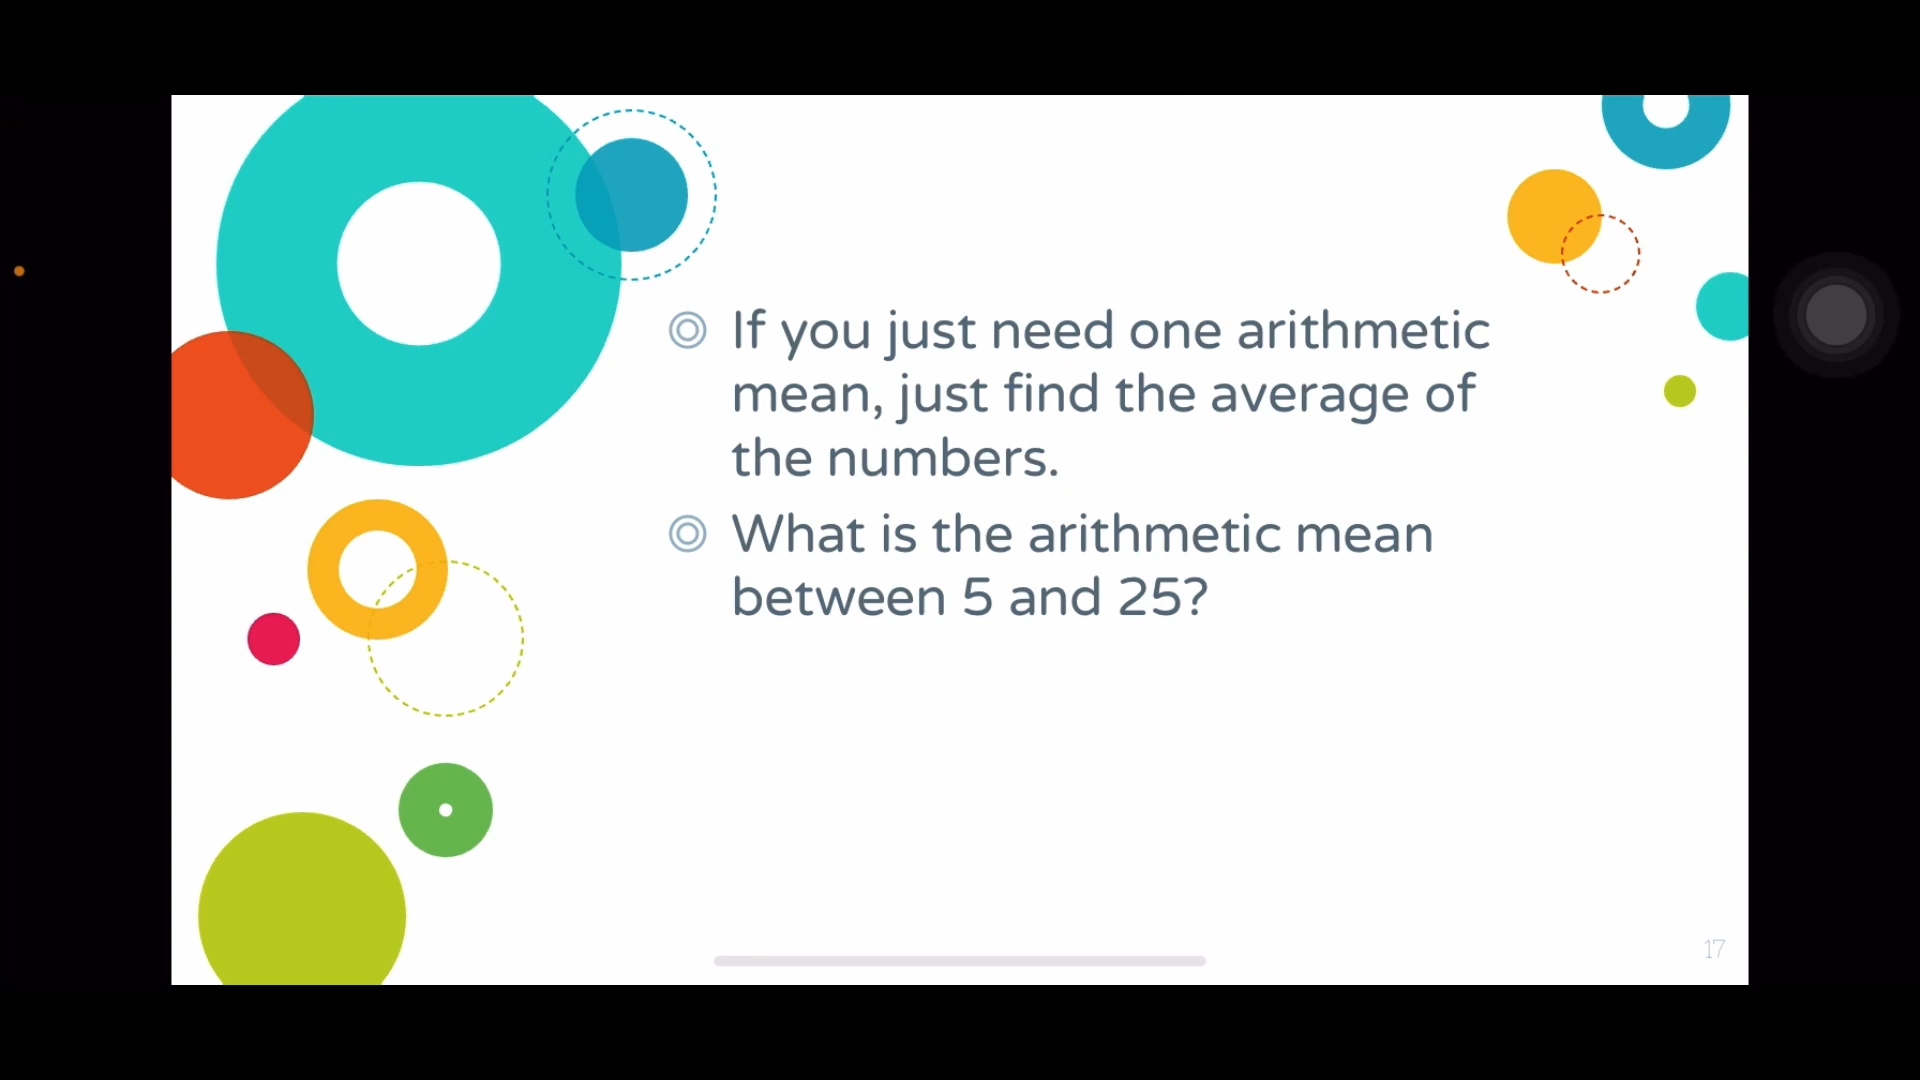 If you just need one arithmetic
mean, just find the average of
the numbers.
What is the arithmetic mean
between 5 and 25?
17